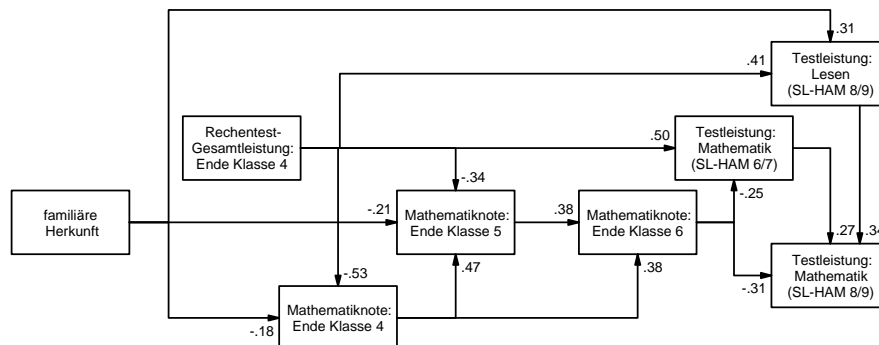 .31
Testleistung:
Lesen
(SL-HAM 8/9)
.41
Rechentest-
Gesamtleistung:
Ende Klasse 4
.50
Testleistung:
Mathematik
(SL-HAM 6/7)
-.34
-.25
familiäre
Herkunft
-.21
Mathematiknote:
Ende Klasse 5
.38
Mathematiknote:
Ende Klasse 6
.27
.34
-.53
.47
.38
-.31
Testleistung:
Mathematik
(SL-HAM 8/9)
-.18
Mathematiknote:
Ende Klasse 4